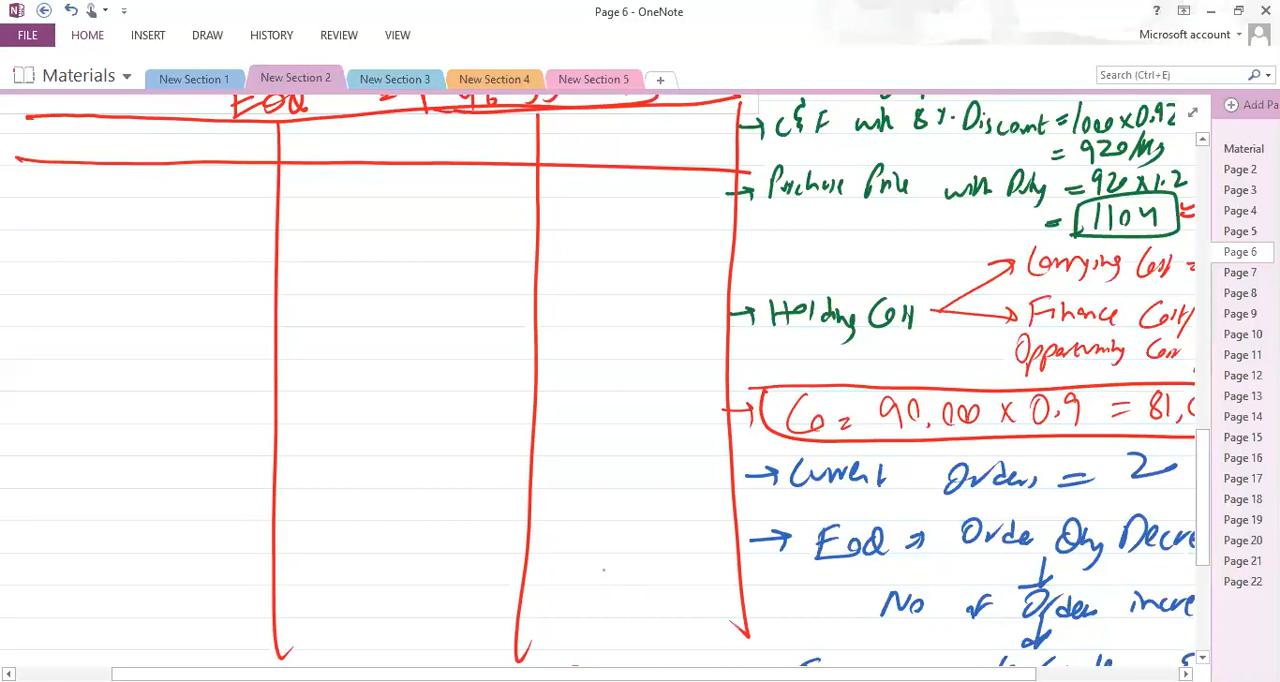 Page 6 - OneNote
?
FILE HOME INSERT DRAW HISTORY REVIEW VIEW
Microsoft account
Materials New Section 1 New Section 2 New Section 3 New Section 4 New Section 5 +
Search (Ctrl+E)
EOQ =
→ C&F with 8 %. Discount = 1000 x 0.92
= 920/Kg
→ Purchase Price with Duty = 920 x 1.2
= 1104
→ Holding Cost
Carrying Cost =
Finance Cost/
Opportunity Cost
→ Co = 90,000 x 0.9 = 81,0
→ Current Orders = 2
→ EOQ ⇒ Order Qty Decre
No of Orders incre
Add Pa
Material
Page 2
Page 3
Page 4
Page 5
Page 6
Page 7
Page 8
Page 9
Page 10
Page 11
Page 12
Page 13
Page 14
Page 15
Page 16
Page 17
Page 18
Page 19
Page 20
Page 21
Page 22